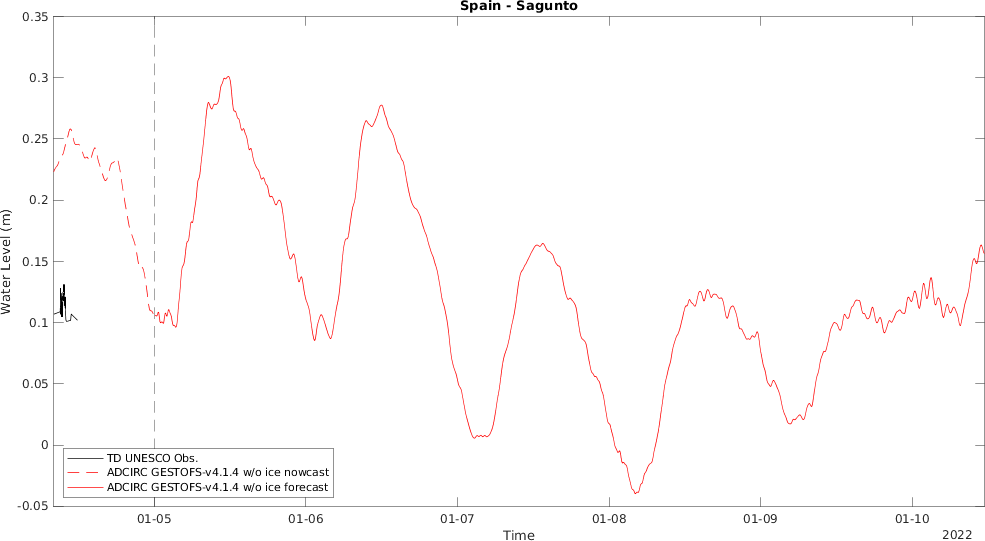 Spain - Sagunto
0.35
0.3
0.25
0.2
0.15
0.1
0.05
0
-0.05
Water Level (m)
TD UNESCO Obs.
ADCIRC GESTOFS-v4.1.4 w/o ice nowcast
ADCIRC GESTOFS-v4.1.4 w/o ice forecast
01-05 01-06 01-07 01-08 01-09 01-10
Time
2022